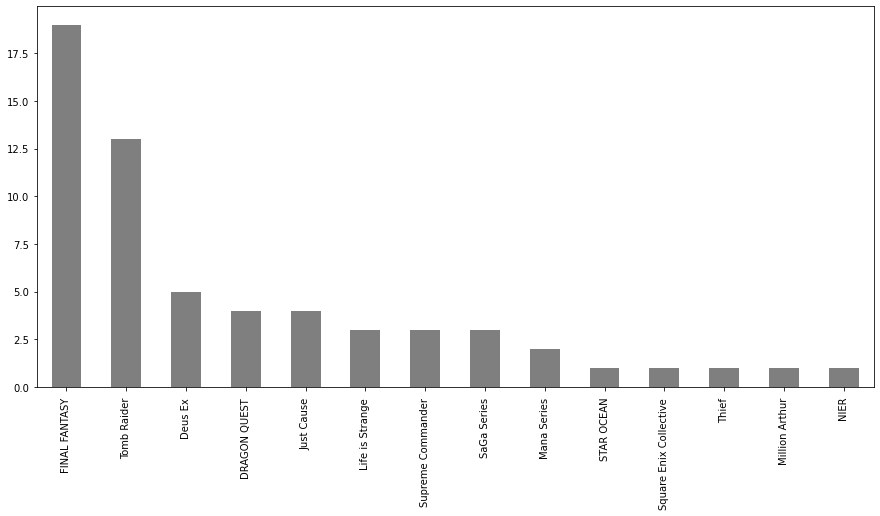 17.5
15.0
12.5
10.0
7.5
5.0
2.5
0.0
FINAL FANTASY
Tomb Raider
Deus Ex
DRAGON QUEST
Just Cause
Life is Strange
Supreme Commander
SaGa Series
Mana Series
STAR OCEAN
Square Enix Collective
Thief
Million Arthur
NIER